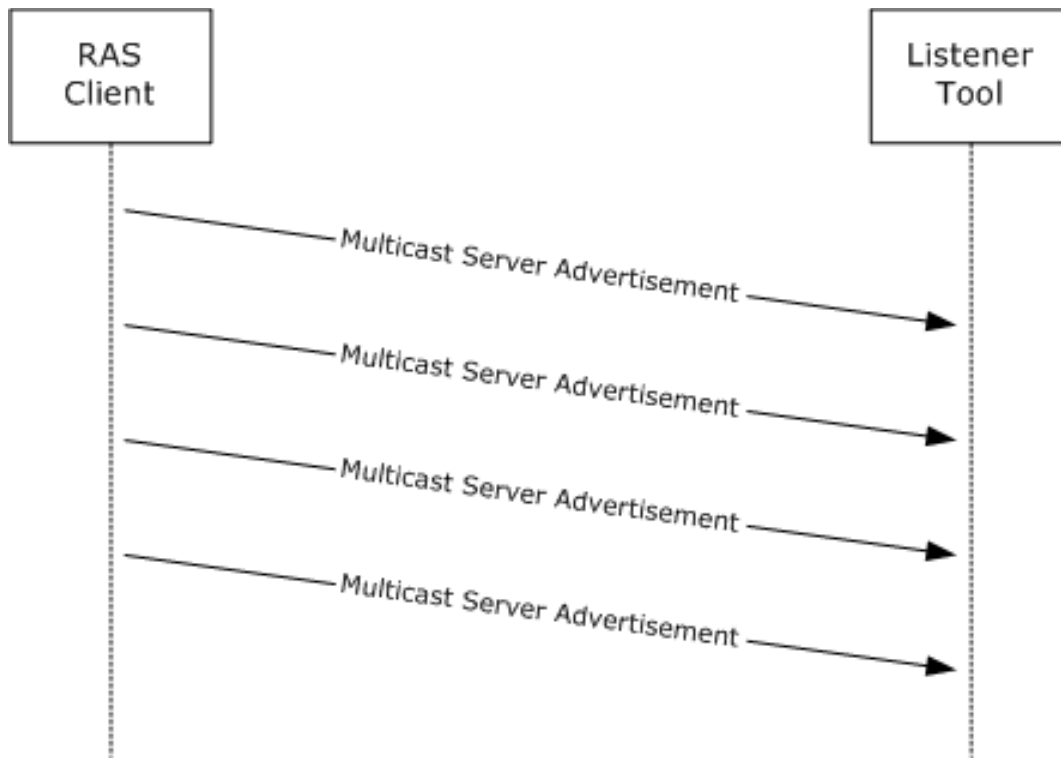 RAS
Client
Listener
Tool
Multicast Server Advertisement
Multicast Server Advertisement
Multicast Server Advertisement
Multicast Server Advertisement